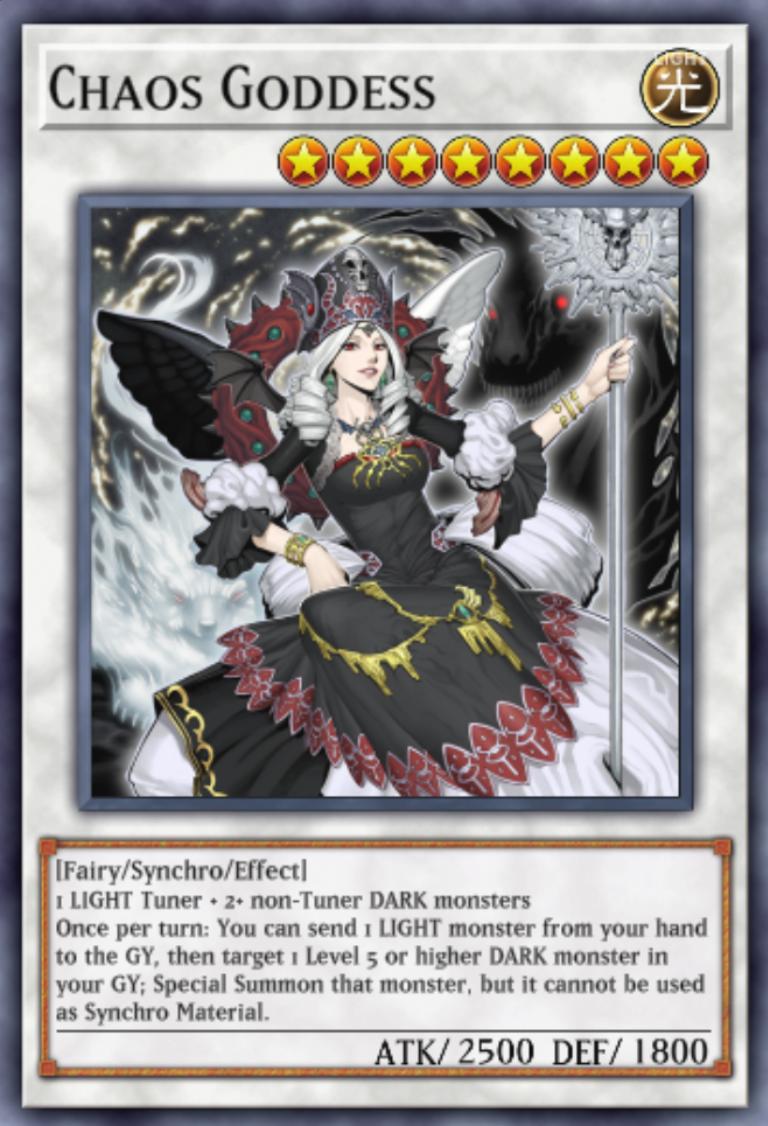 CHAOS GODDESS
LIGHT
光
[Fairy/Synchro/Effect]
1 LIGHT Tuner + 2+ non-Tuner DARK monsters
Once per turn: You can send 1 LIGHT monster from your hand
to the GY, then target 1 Level 5 or higher DARK monster in
your GY; Special Summon that monster, but it cannot be used
as Synchro Material.
ATK/ 2500 DEF/ 1800